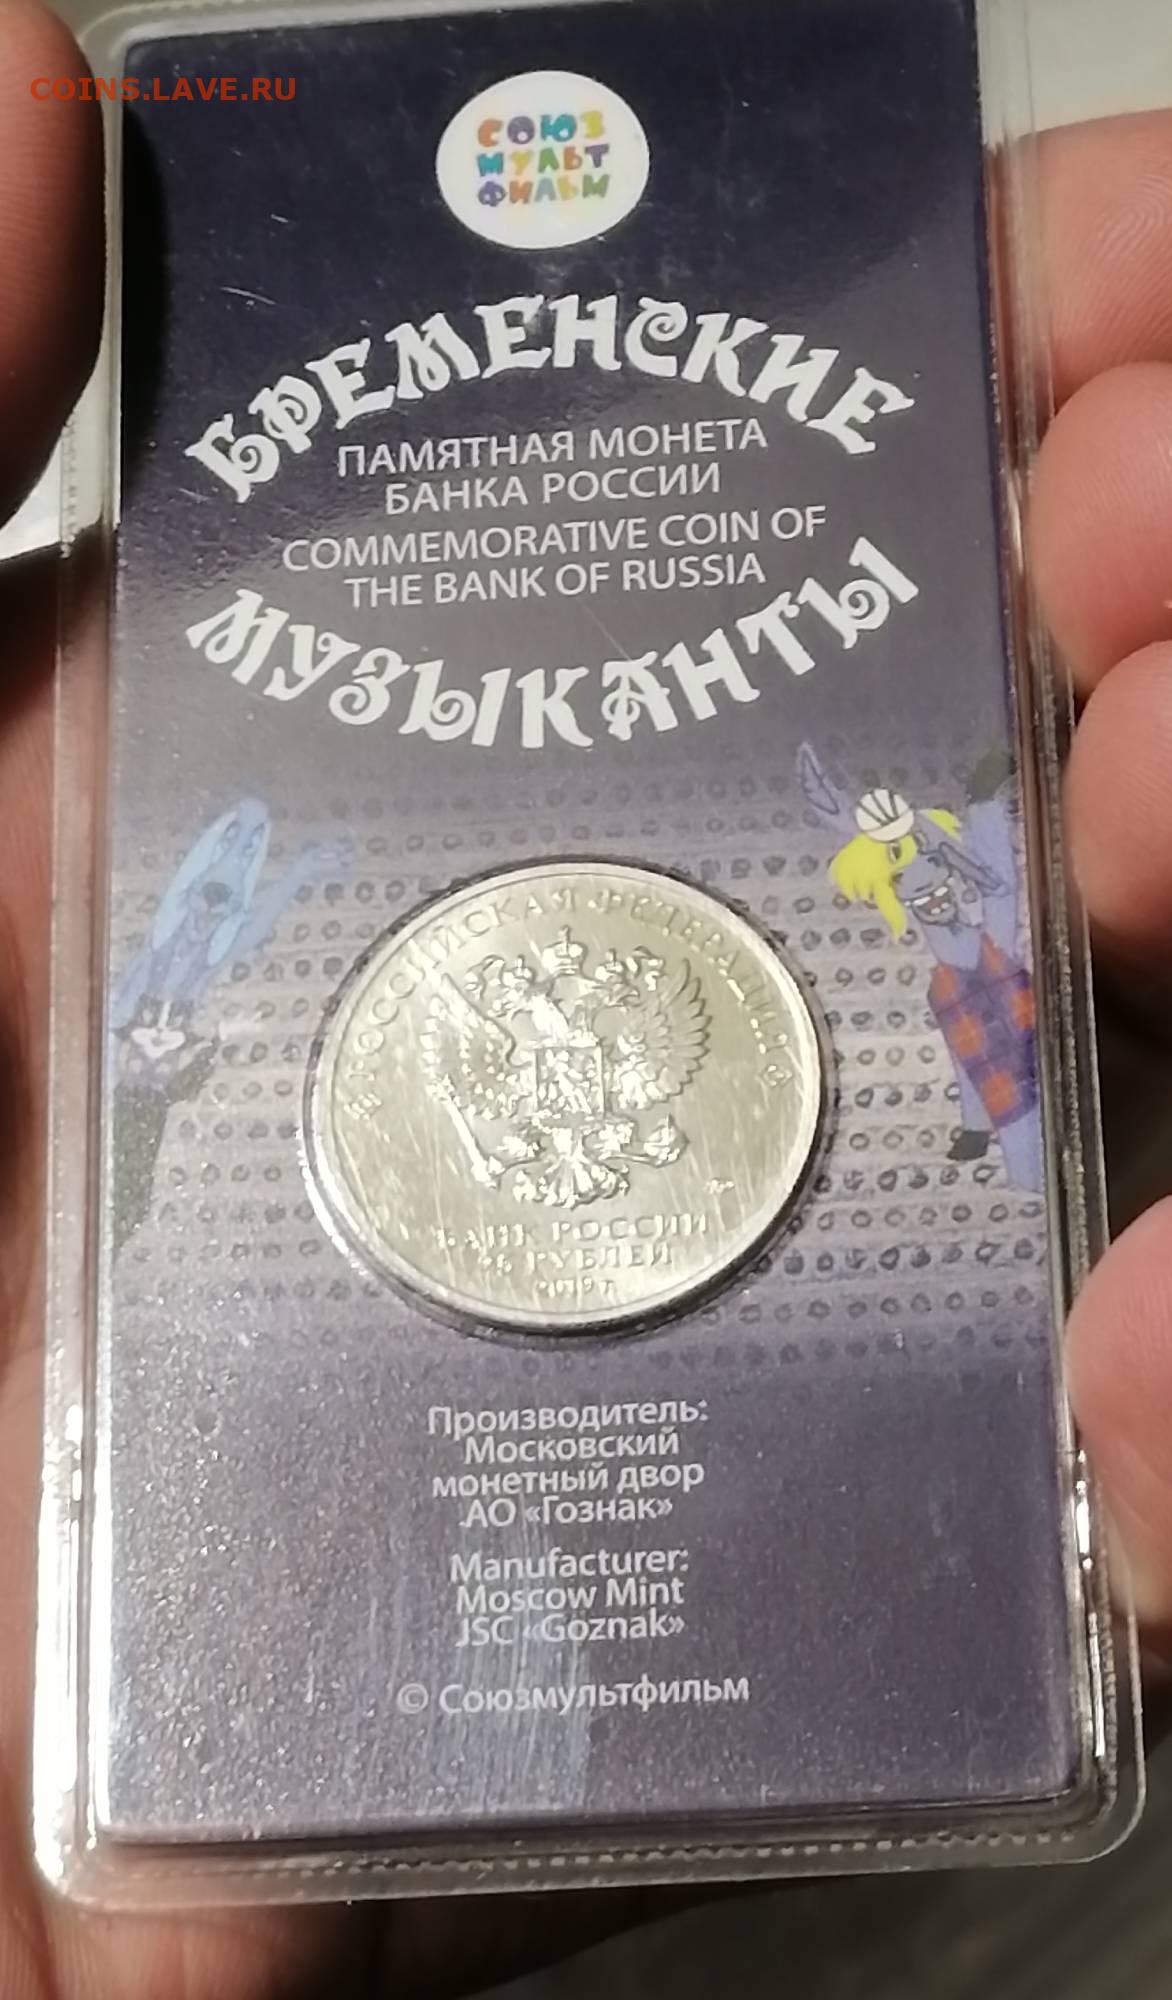 COINS.LAVE.RU
СОЮЗ
МУЛЬТ
ФИЛЬМ
БРЕМЕНСКИЕ
ПАМЯТНАЯ МОНЕТА
БАНКА РОССИИ
COMMEMORATIVE COIN OF
THE BANK OF RUSSIA
МУЗЫКАНТЫ
РОССИЙСКАЯ ФЕДЕРАЦИЯ
БАНК РОССИИ
25 РУБЛЕЙ
2019 г.
Производитель:
Московский
монетный двор
АО «Гознак»
Manufacturer:
Moscow Mint
JSC «Goznak»
© Союзмультфильм